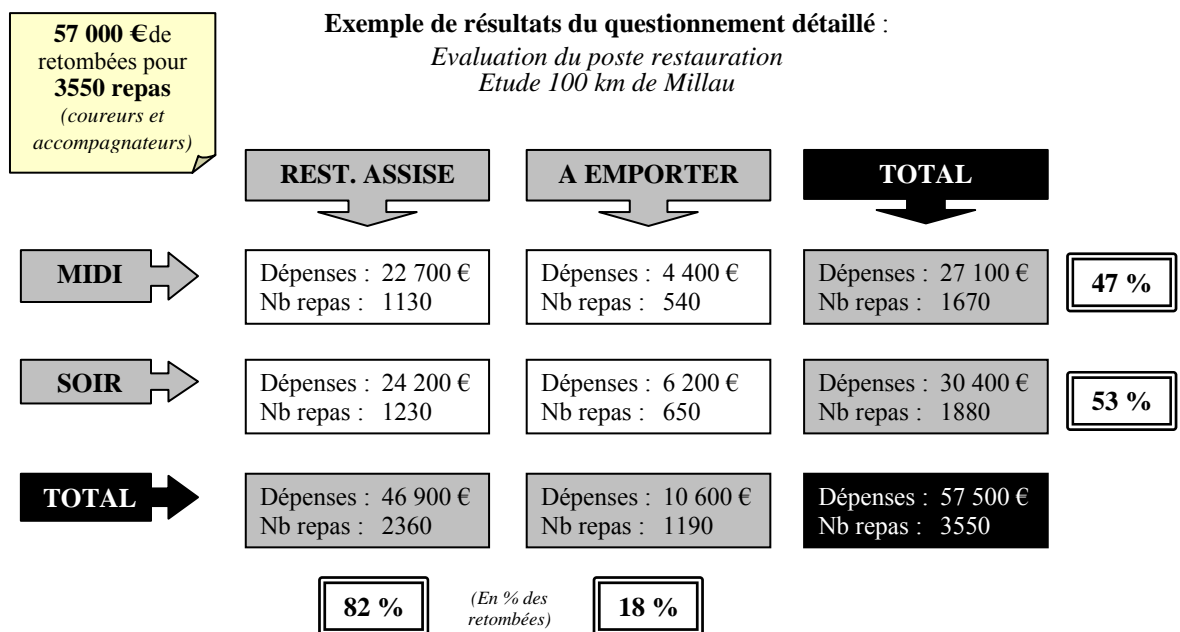 57 000 € de
retombées pour
3550 repas
(coureurs et
accompagnateurs)
Exemple de résultats du questionnement détaillé :
Evaluation du poste restauration
Etude 100 km de Millau
REST. ASSISE
A EMPORTER
TOTAL
MIDI
Dépenses : 22 700 €
Nb repas : 1130
Dépenses : 4 400 €
Nb repas : 540
Dépenses : 27 100 €
Nb repas : 1670
47 %
SOIR
Dépenses : 24 200 €
Nb repas : 1230
Dépenses : 6 200 €
Nb repas : 650
Dépenses : 30 400 €
Nb repas : 1880
53 %
TOTAL
Dépenses : 46 900 €
Nb repas : 2360
Dépenses : 10 600 €
Nb repas : 1190
Dépenses : 57 500 €
Nb repas : 3550
82 %
(En % des
retombées)
18 %